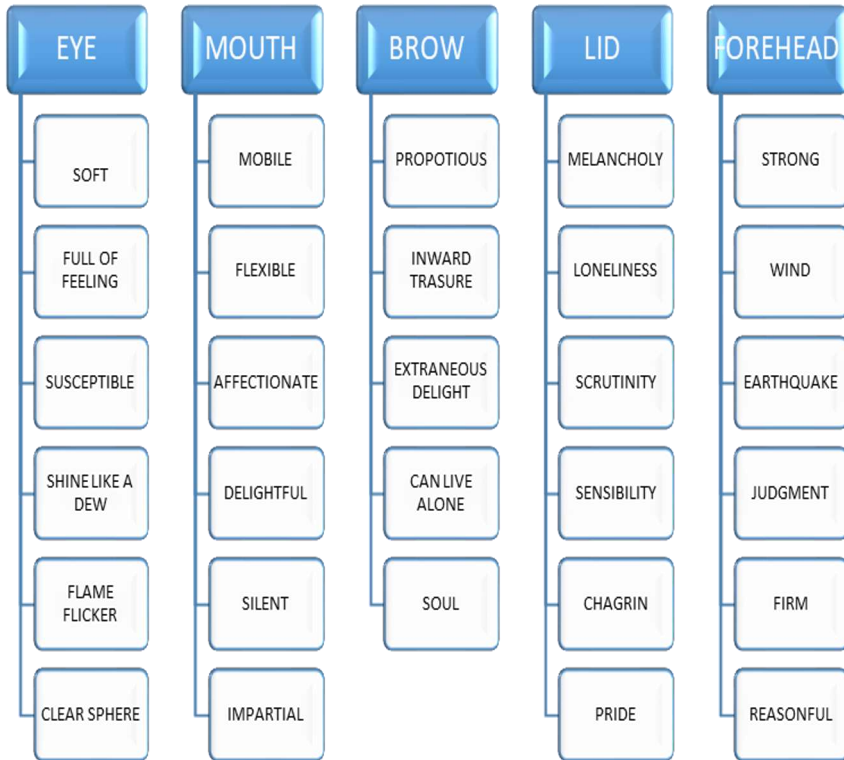 EYE
SOFT
FULL OF
FEELING
SUSCEPTIBLE
SHINE LIKE A
DEW
FLAME
FLICKER
CLEAR SPHERE
MOUTH
MOBILE
FLEXIBLE
AFFECTIONATE
DELIGHTFUL
SILENT
IMPARTIAL
BROW
PROPOTIOUS
INWARD
TRASURE
EXTRANEOUS
DELIGHT
CAN LIVE
ALONE
SOUL
LID
MELANCHOLY
LONELINESS
SCRUTINITY
SENSIBILITY
CHAGRIN
PRIDE
FOREHEAD
STRONG
WIND
EARTHQUAKE
JUDGMENT
FIRM
REASONFUL